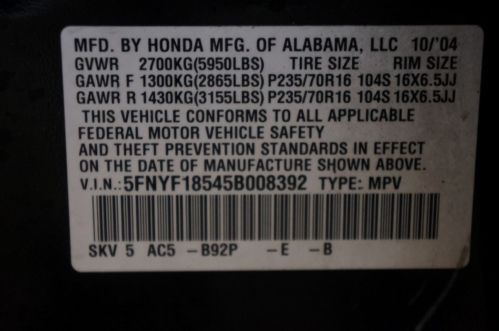 MFD. BY HONDA MFG. OF ALABAMA, LLC 10/'04
GVWR 2700KG(5950LBS) TIRE SIZE RIM SIZE
GAWR F 1300KG(2865LBS) P235/70R16 104S 16X6.5JJ
GAWR R 1430KG(3155LBS) P235/70R16 104S 16X6.5JJ
THIS VEHICLE CONFORMS TO ALL APPLICABLE
FEDERAL MOTOR VEHICLE SAFETY
AND THEFT PREVENTION STANDARDS IN EFFECT
ON THE DATE OF MANUFACTURE SHOWN ABOVE.
V.I.N.: 5FNYF18545B008392 TYPE: MPV
SKV 5 AC5 -B92P -E -B